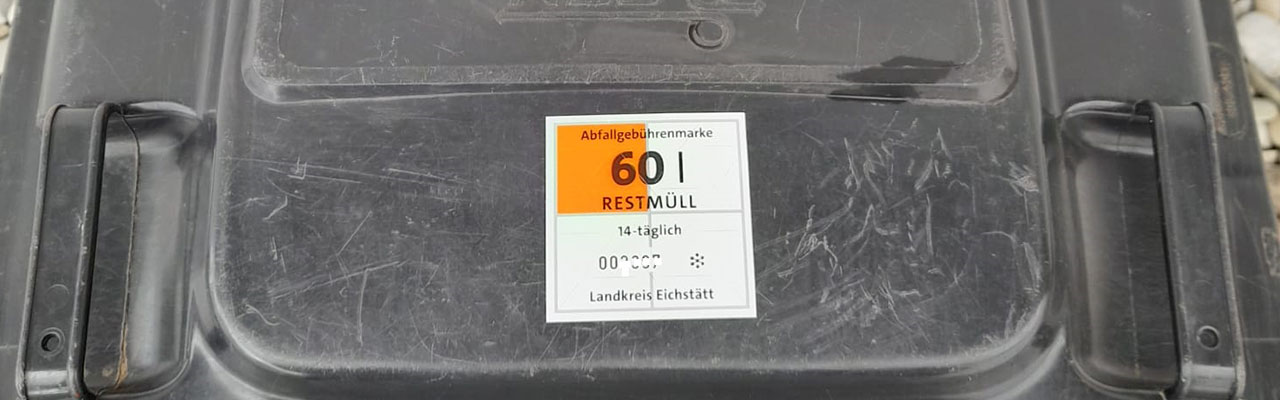 Abfallgebührenmarke
60 l
RESTMÜLL
14-täglich
Landkreis Eichstätt